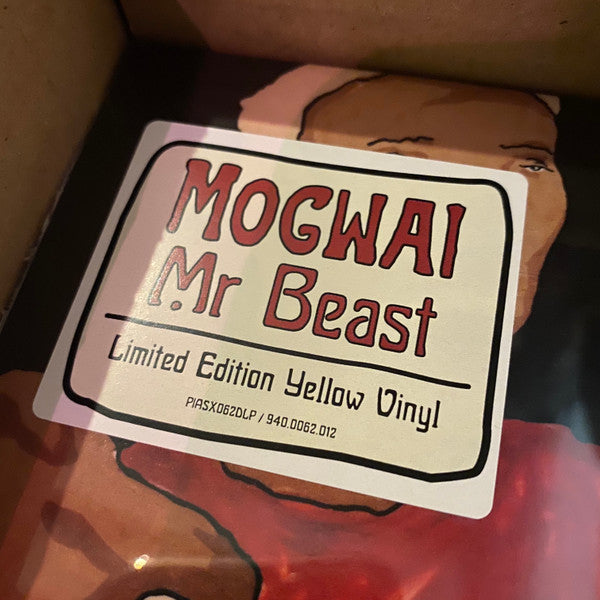 MOGWAI
Mr Beast
Limited Edition Yellow Vinyl
PIASX062DLP / 940.0062.012